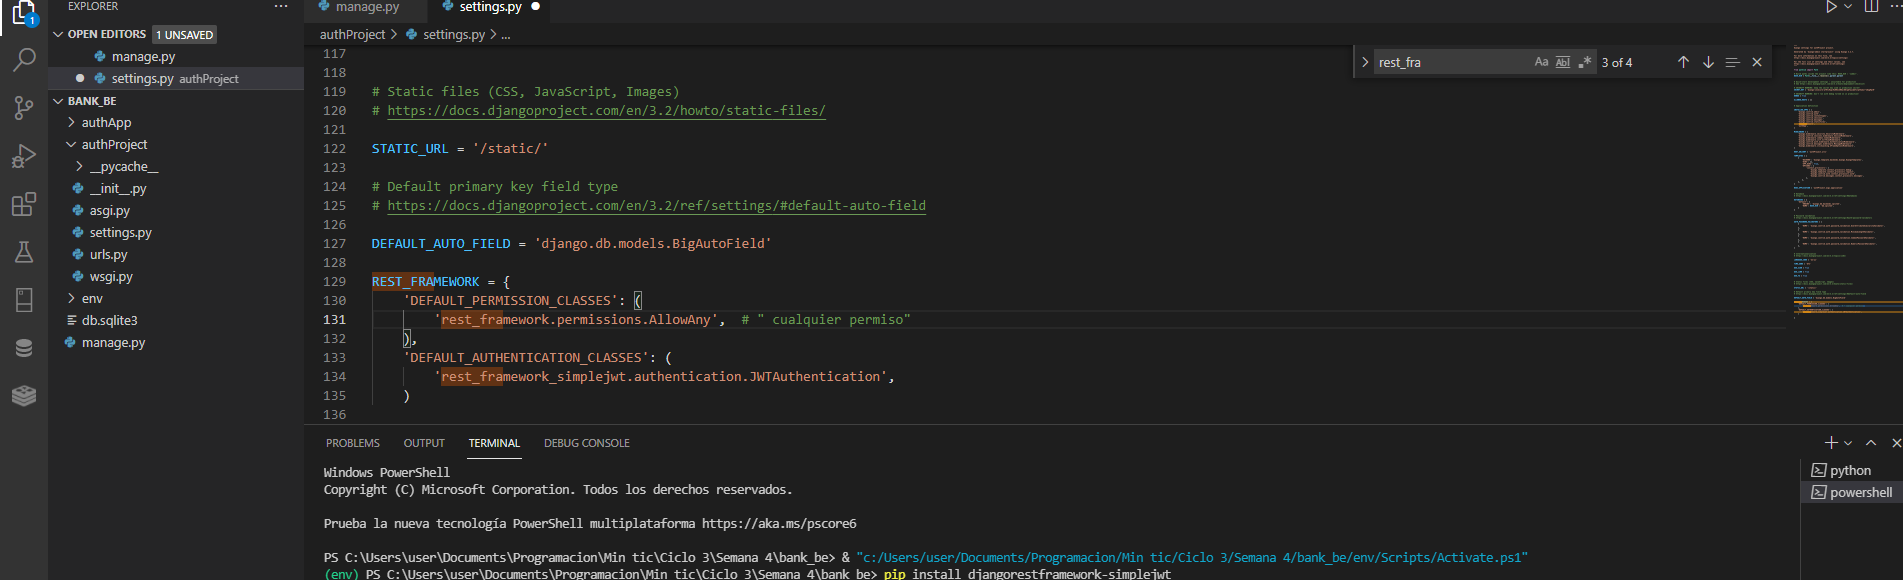 EXPLORER
OPEN EDITORS 1 UNSAVED
manage.py
settings.py authProject
BANK_BE
authApp
authProject
__pycache__
__init__.py
asgi.py
settings.py
urls.py
wsgi.py
env
db.sqlite3
manage.py
1
manage.py settings.py
authProject > settings.py > ...
rest_fra Aa Abl .* 3 of 4
117
118
119 # Static files (CSS, JavaScript, Images)
120 # https://docs.djangoproject.com/en/3.2/howto/static-files/
121
122 STATIC_URL = '/static/'
123
124 # Default primary key field type
125 # https://docs.djangoproject.com/en/3.2/ref/settings/#default-auto-field
126
127 DEFAULT_AUTO_FIELD = 'django.db.models.BigAutoField'
128
129 REST_FRAMEWORK = {
130 'DEFAULT_PERMISSION_CLASSES': (
131 'rest_framework.permissions.AllowAny', # " cualquier permiso"
132 ),
133 'DEFAULT_AUTHENTICATION_CLASSES': (
134 'rest_framework_simplejwt.authentication.JWTAuthentication',
135 )
136
PROBLEMS OUTPUT TERMINAL DEBUG CONSOLE
Windows PowerShell
Copyright (C) Microsoft Corporation. Todos los derechos reservados.
Prueba la nueva tecnología PowerShell multiplataforma https://aka.ms/pscore6
PS C:\Users\user\Documents\Programacion\Min tic\Ciclo 3\Semana 4\bank_be> & "c:/Users/user/Documents/Programacion/Min tic/Ciclo 3/Semana 4/bank_be/env/Scripts/Activate.ps1"
(env) PS C:\Users\user\Documents\Programacion\Min tic\Ciclo 3\Semana 4\bank be> pip install djangorestframework-simplejwt
python
powershell